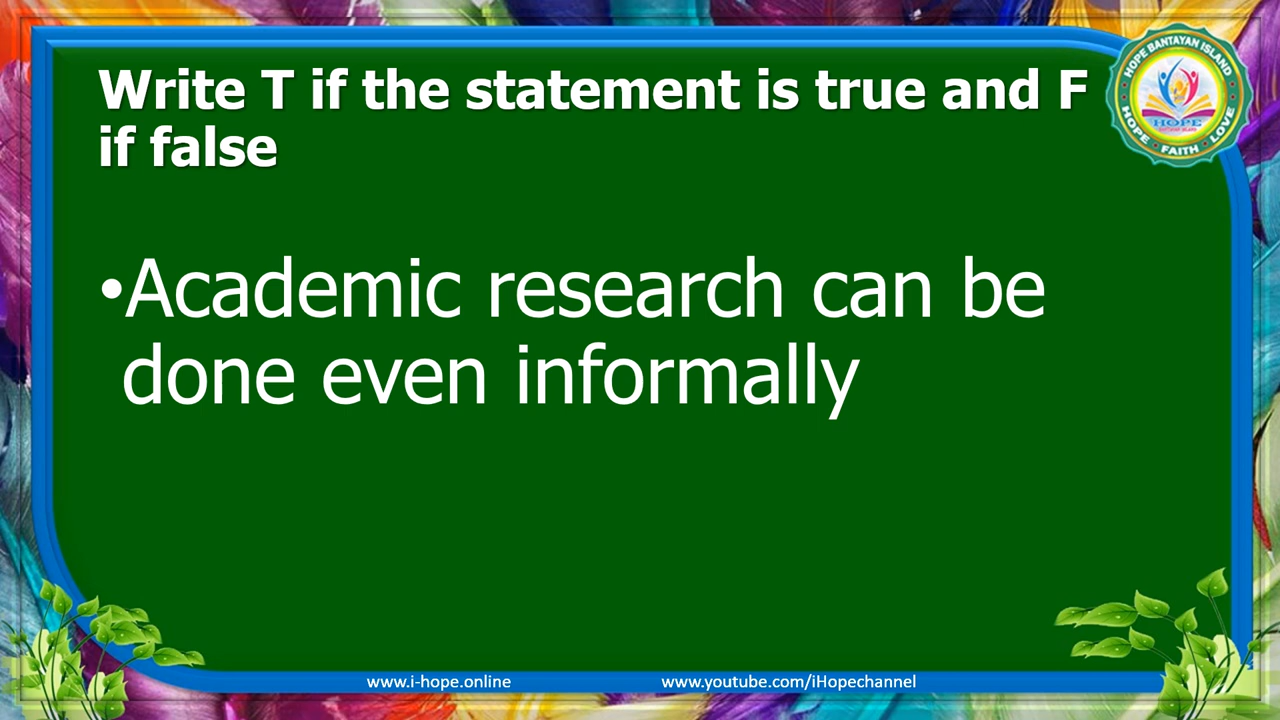 Write T if the statement is true and F
if false
HOPE BANTAYAN ISLAND
HOPE
HOPE • FAITH • LOVE
•Academic research can be
done even informally
www.i-hope.online
www.youtube.com/iHopechannel